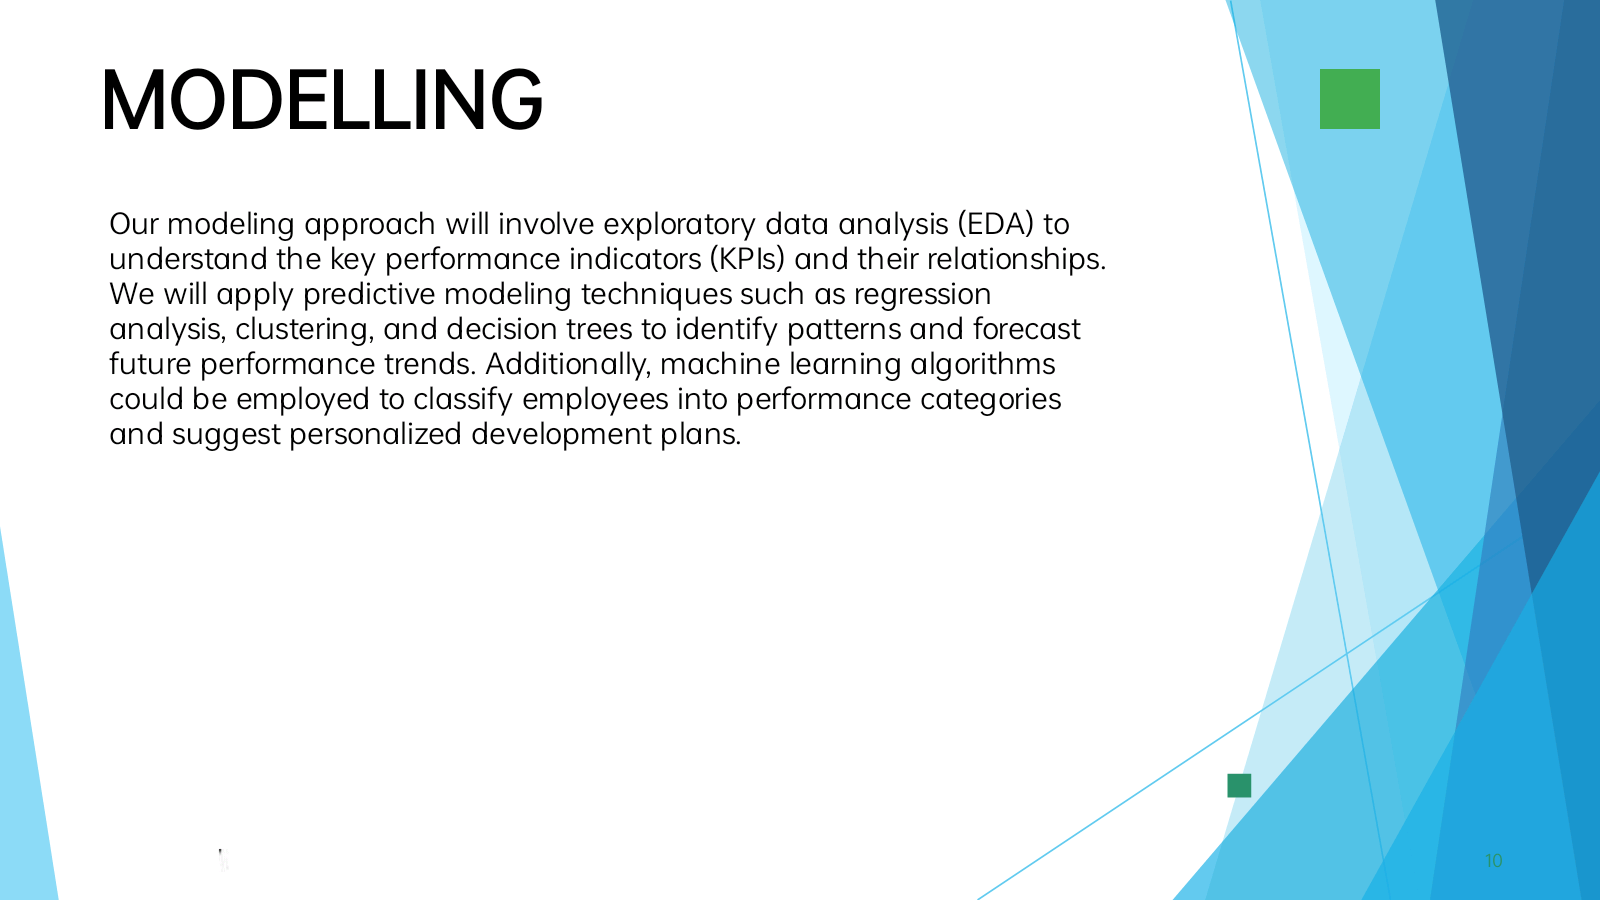 MODELLING
Our modeling approach will involve exploratory data analysis (EDA) to
understand the key performance indicators (KPIs) and their relationships.
We will apply predictive modeling techniques such as regression
analysis, clustering, and decision trees to identify patterns and forecast
future performance trends. Additionally, machine learning algorithms
could be employed to classify employees into performance categories
and suggest personalized development plans.
10